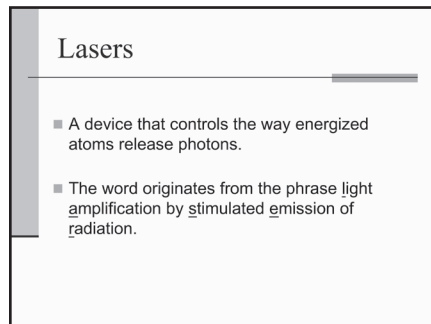 Lasers
A device that controls the way energized
atoms release photons.
The word originates from the phrase light
amplification by stimulated emission of
radiation.